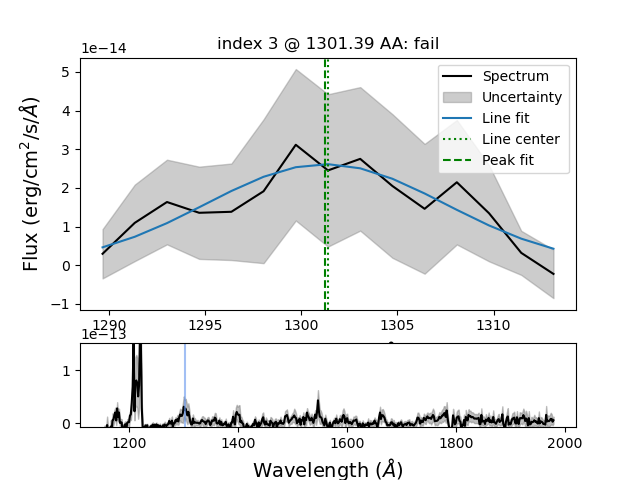 index 3 @ 1301.39 AA: fail
1e−14
5
4
3
2
1
0
−1
Flux (erg/cm²/s/Å)
Spectrum
Uncertainty
Line fit
Line center
Peak fit
1290 1295 1300 1305 1310
1e−13
1
0
1200 1400 1600 1800 2000
Wavelength (Å)